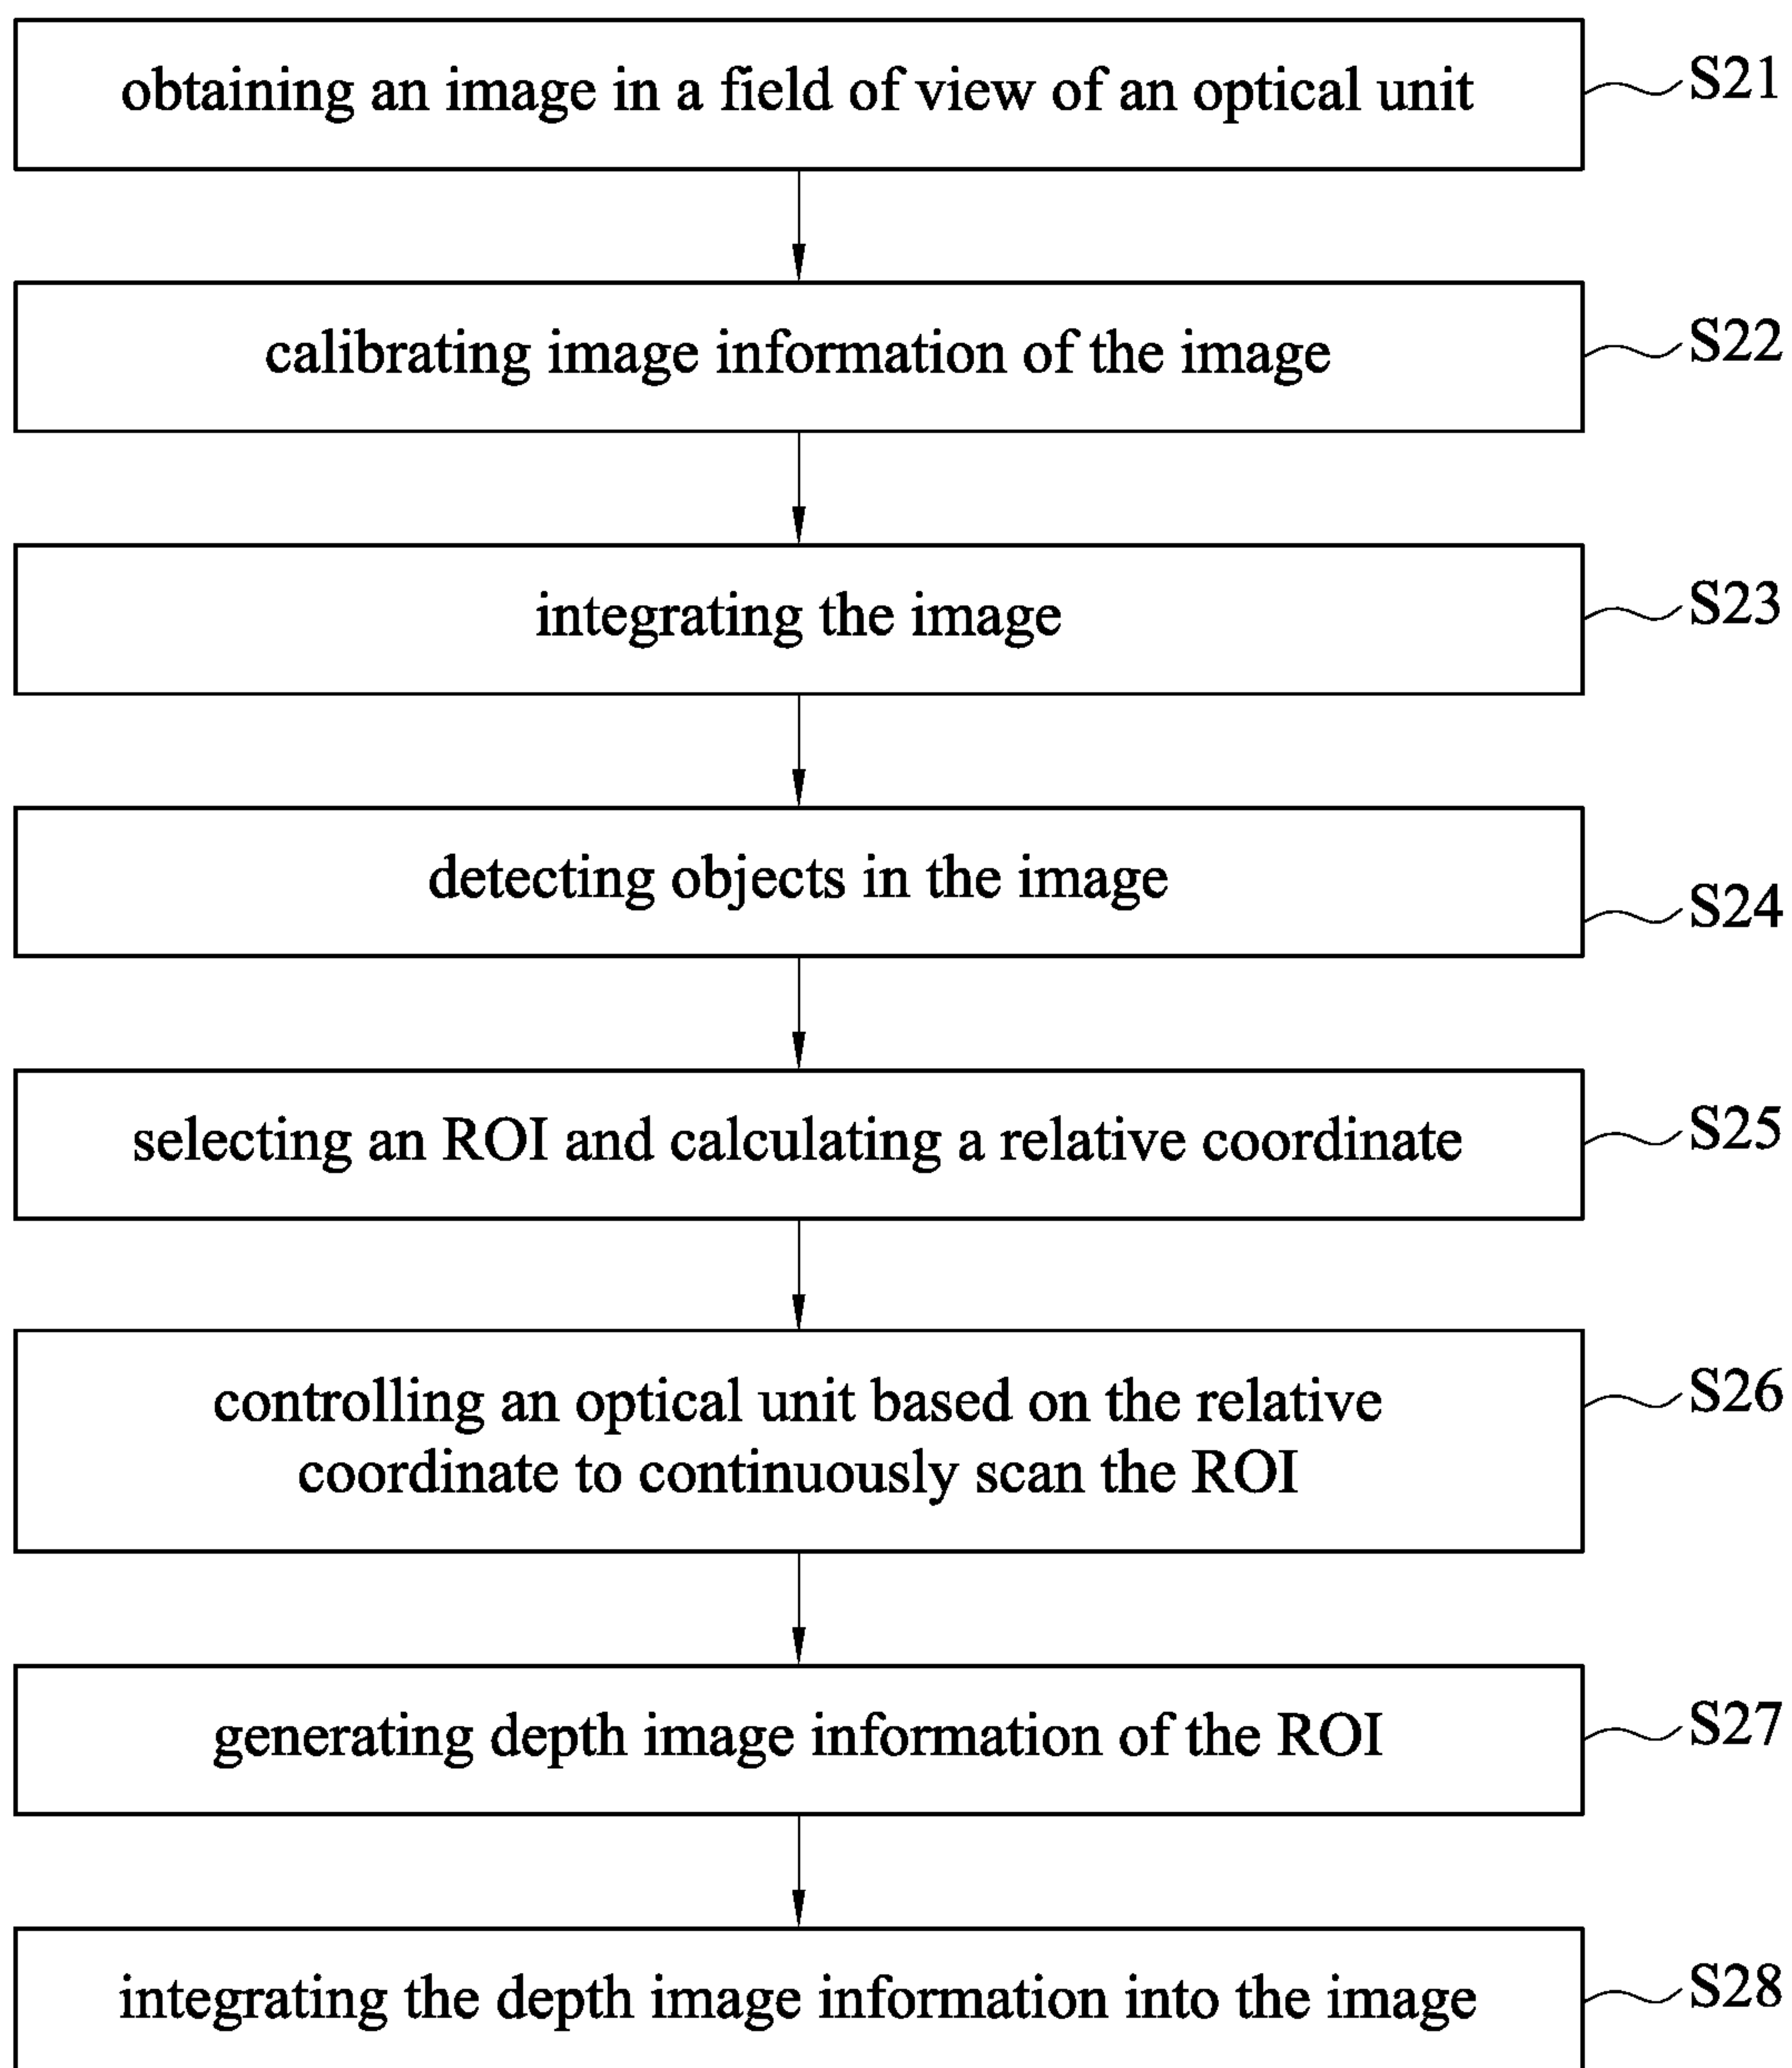 obtaining an image in a field of view of an optical unit
S21
calibrating image information of the image
S22
integrating the image
S23
detecting objects in the image
S24
selecting an ROI and calculating a relative coordinate
S25
controlling an optical unit based on the relative
coordinate to continuously scan the ROI
S26
generating depth image information of the ROI
S27
integrating the depth image information into the image
S28